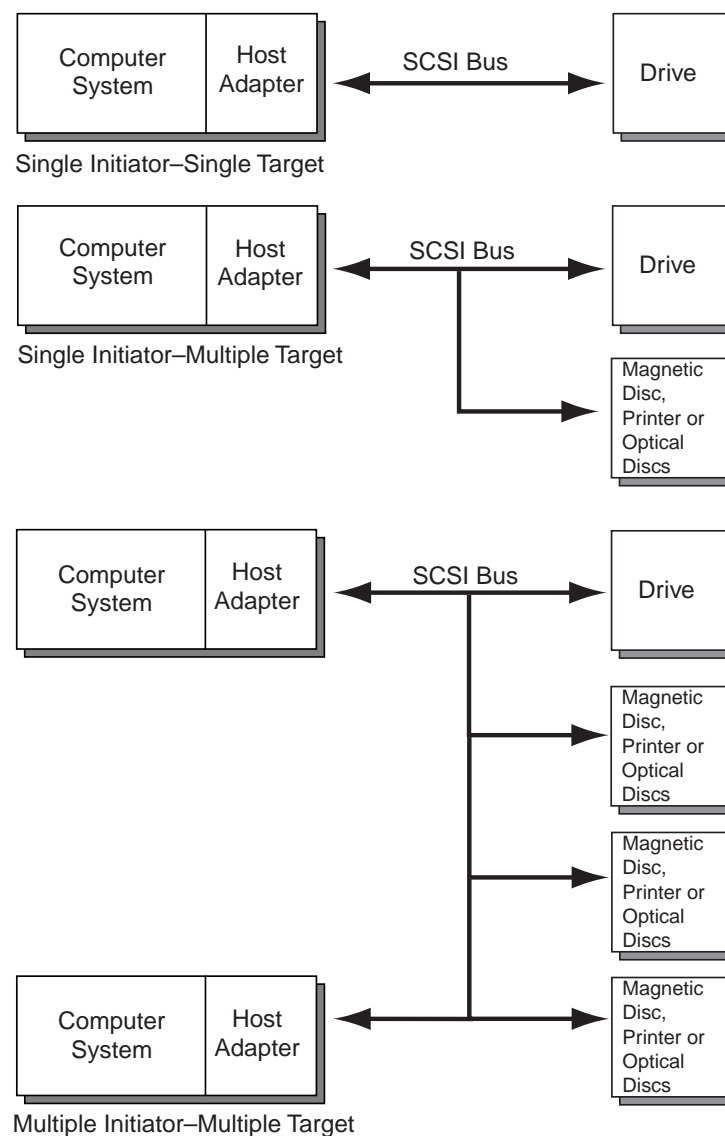 Computer
System
Host
Adapter
SCSI Bus
Drive
Single Initiator–Single Target
Computer
System
Host
Adapter
SCSI Bus
Drive
Single Initiator–Multiple Target
Magnetic
Disc,
Printer or
Optical
Discs
Computer
System
Host
Adapter
SCSI Bus
Drive
Magnetic
Disc,
Printer or
Optical
Discs
Magnetic
Disc,
Printer or
Optical
Discs
Computer
System
Host
Adapter
Magnetic
Disc,
Printer or
Optical
Discs
Multiple Initiator–Multiple Target